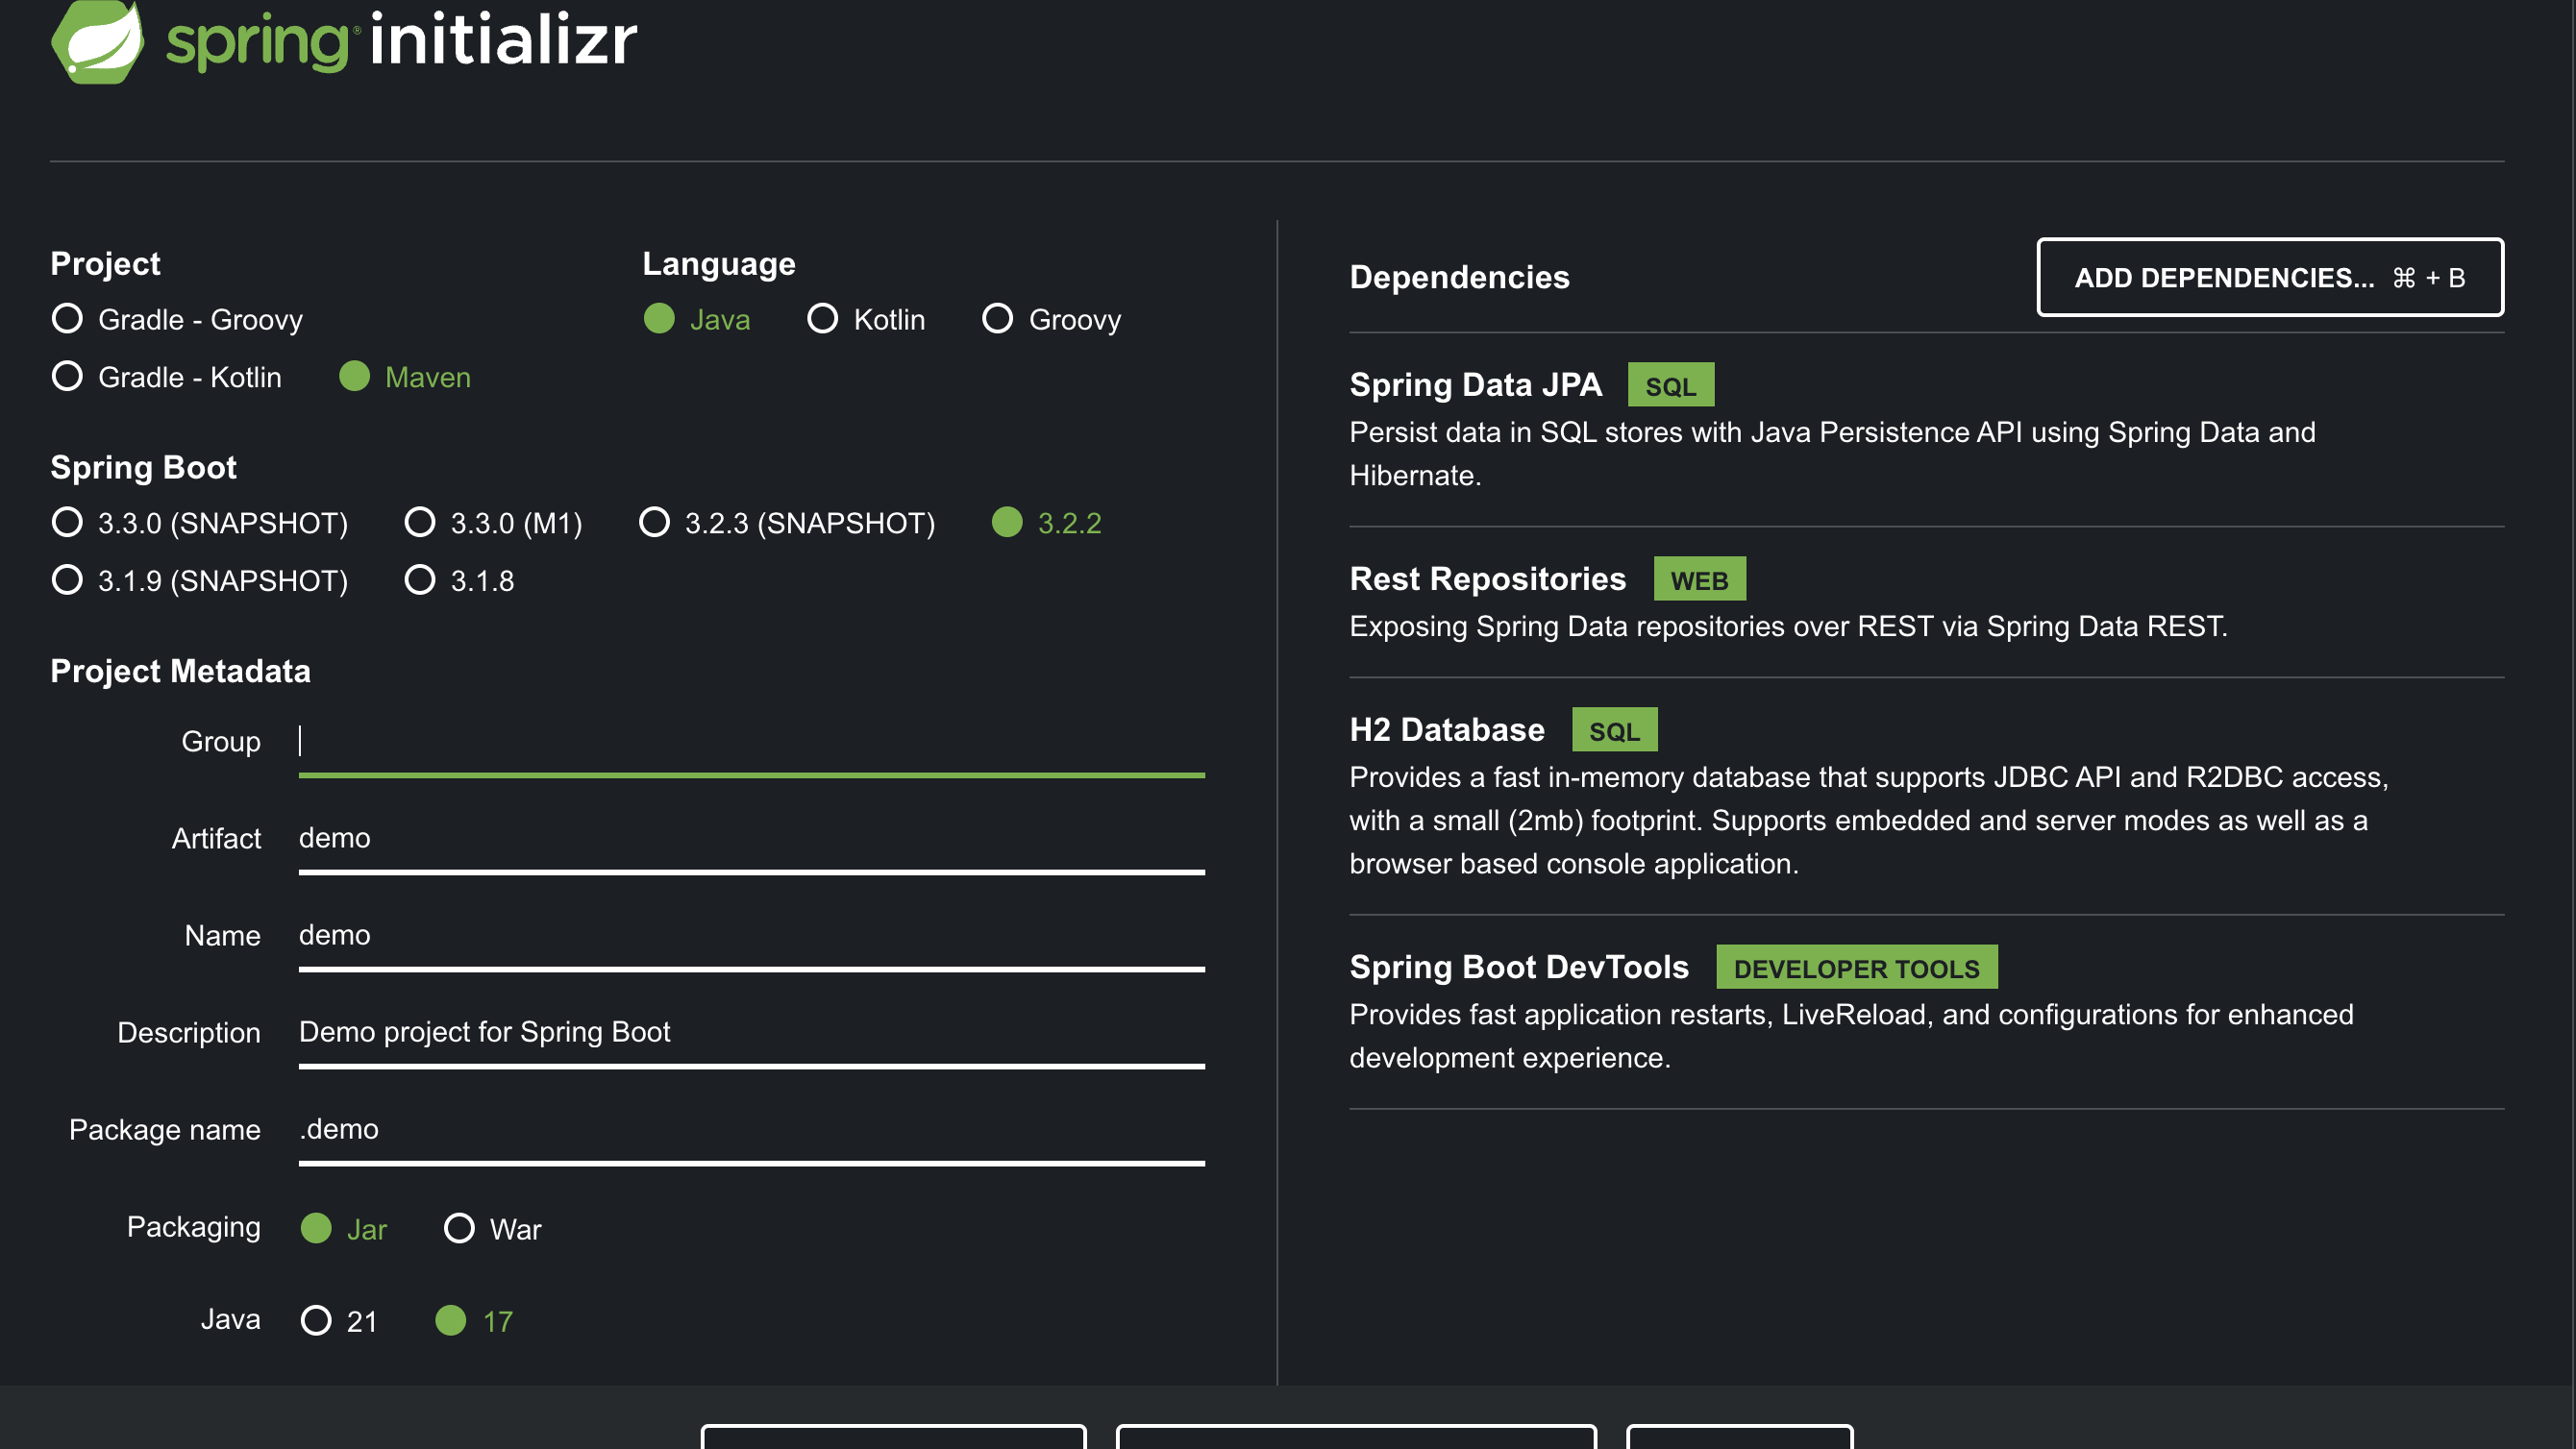 spring® initializr
Project
Gradle - Groovy
Gradle - Kotlin Maven
Language
Java Kotlin Groovy
Spring Boot
3.3.0 (SNAPSHOT) 3.3.0 (M1) 3.2.3 (SNAPSHOT) 3.2.2
3.1.9 (SNAPSHOT) 3.1.8
Project Metadata
Group
Artifact demo
Name demo
Description Demo project for Spring Boot
Package name .demo
Packaging Jar War
Java 21 17
Dependencies ADD DEPENDENCIES... ⌘ + B
Spring Data JPA SQL
Persist data in SQL stores with Java Persistence API using Spring Data and
Hibernate.
Rest Repositories WEB
Exposing Spring Data repositories over REST via Spring Data REST.
H2 Database SQL
Provides a fast in-memory database that supports JDBC API and R2DBC access,
with a small (2mb) footprint. Supports embedded and server modes as well as a
browser based console application.
Spring Boot DevTools DEVELOPER TOOLS
Provides fast application restarts, LiveReload, and configurations for enhanced
development experience.